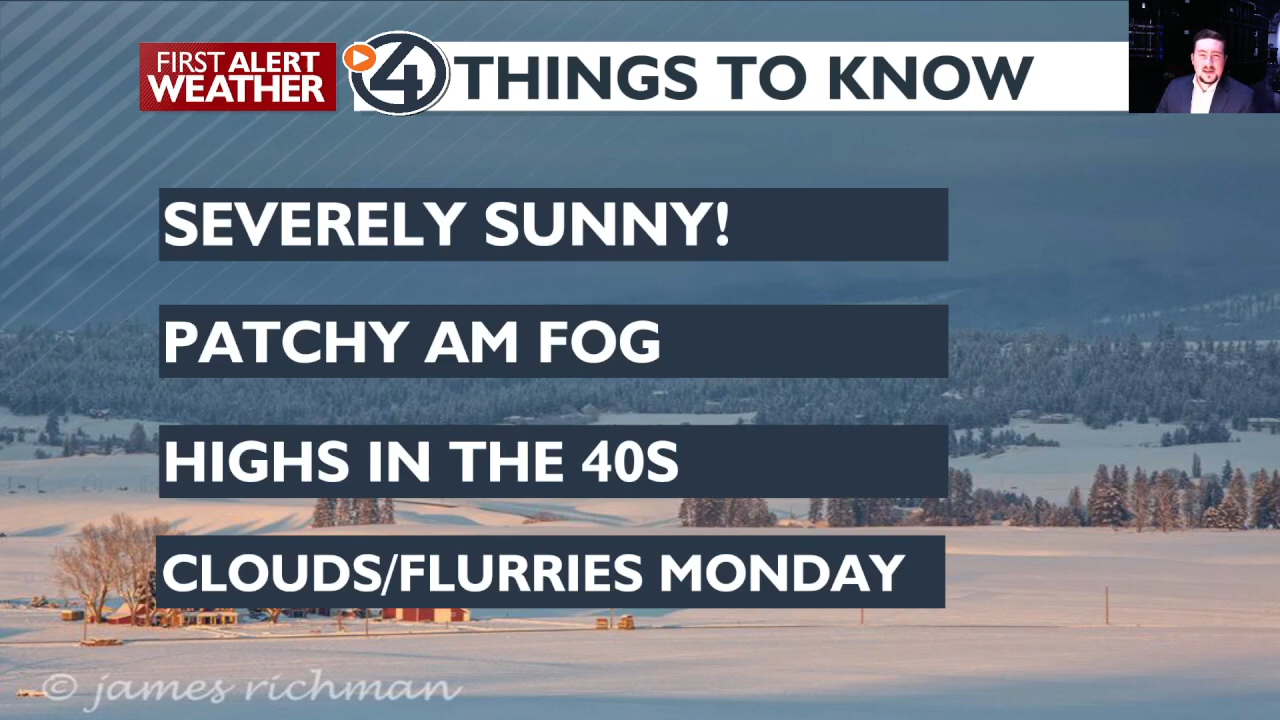 FIRST ALERT
WEATHER
4 THINGS TO KNOW
SEVERELY SUNNY!
PATCHY AM FOG
HIGHS IN THE 40S
CLOUDS/FLURRIES MONDAY
© james richman